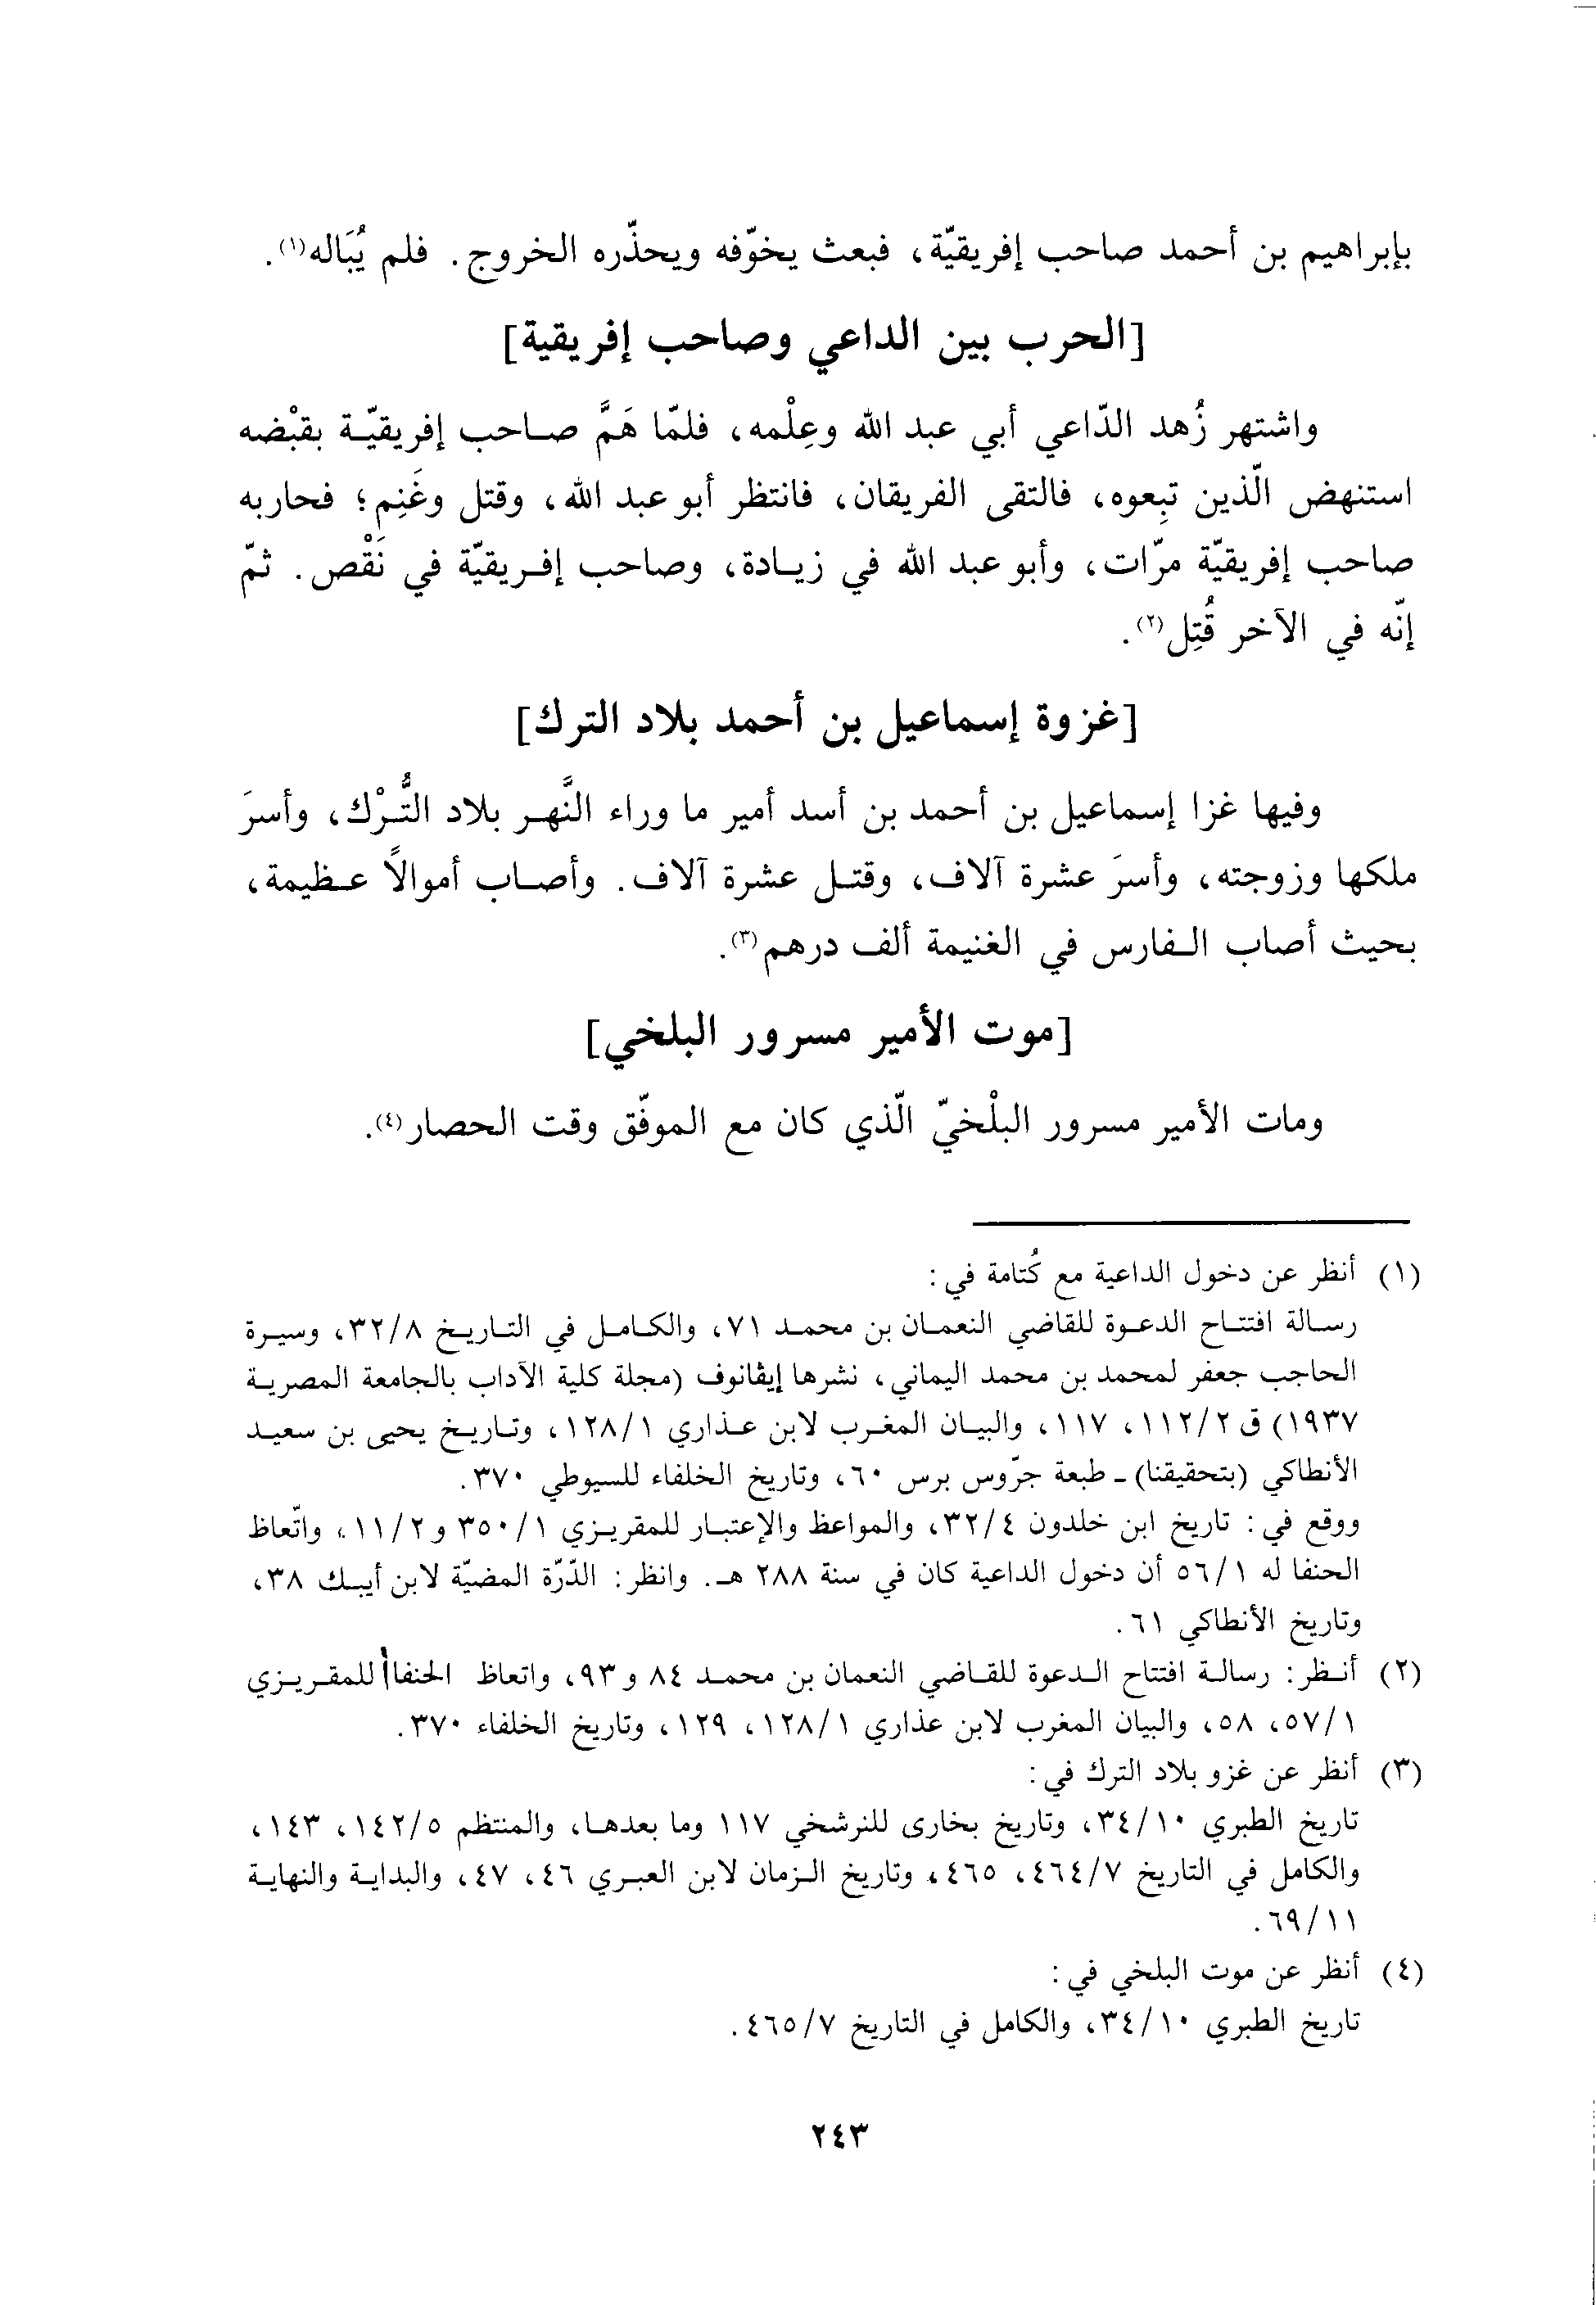 بإبراهيم بن أحمد صاحب إفريقيّة، فبعث يخوّفه ويحذّره الخروج. فلم يُبَاله(١).
[الحرب بين الداعي وصاحب إفريقية]
واشتهر زُهد الدّاعي أبي عبد الله وعِلْمه، فلمّا هَمَّ صاحب إفريقيّة بقبْضه
استنهض الّذين تبِعوه، فالتقى الفريقان، فانتظر أبو عبد الله، وقتل وغَنِم؛ فحاربه
صاحب إفريقيّة مرّات، وأبو عبد الله في زيادة، وصاحب إفريقيّة في نَقْص. ثمّ
إنّه في الآخر قُتِل(٢).
[غزوة إسماعيل بن أحمد بلاد الترك]
وفيها غزا إسماعيل بن أحمد بن أسد أمير ما وراء النَّهر بلاد التُّرْك، وأسرَ
ملكها وزوجته، وأسرَ عشرة آلاف، وقتل عشرة آلاف. وأصاب أموالاً عظيمة،
بحيث أصاب الفارس في الغنيمة ألف درهم(٣).
[موت الأمير مسرور البلخي]
ومات الأمير مسرور البلْخيّ الّذي كان مع الموفّق وقت الحصار(٤).
(١) أنظر عن دخول الداعية مع كُتامة في:
رسالة افتتاح الدعوة للقاضي النعمان بن محمد ٧١، والكامل في التاريخ ٣٢/٨، وسيرة
الحاجب جعفر لمحمد بن محمد اليماني، نشرها إيڤانوف (مجلة كلية الآداب بالجامعة المصرية
١٩٣٧) ق ١١٢/٢، ١١٧، والبيان المغرب لابن عذاري ١٢٨/١، وتاريخ يحيى بن سعيد
الأنطاكي (بتحقيقنا) ـ طبعة جرّوس برس ٦٠، وتاريخ الخلفاء للسيوطي ٣٧٠.
ووقع في: تاريخ ابن خلدون ٣٢/٤، والمواعظ والإعتبار للمقريزي ٣٥٠/١ و١١/٢، واتّعاظ
الحنفا له ٥٦/١ أن دخول الداعية كان في سنة ٢٨٨ هـ. وانظر: الدّرّة المضيّة لابن أيبك ٣٨،
وتاريخ الأنطاكي ٦١.
(٢) أنظر: رسالة افتتاح الدعوة للقاضي النعمان بن محمد ٨٤ و٩٣، واتعاظ الحنفاأ للمقريزي
٥٧/١، ٥٨، والبيان المغرب لابن عذاري ١٢٨/١، ١٢٩، وتاريخ الخلفاء ٣٧٠.
(٣) أنظر عن غزو بلاد الترك في:
تاريخ الطبري ٣٤/١٠، وتاريخ بخارى للنرشخي ١١٧ وما بعدها، والمنتظم ١٤٢/٥، ١٤٣،
والكامل في التاريخ ٤٦٤/٧، ٤٦٥، وتاريخ الزمان لابن العبري ٤٦، ٤٧، والبداية والنهاية
٦٩/١١.
(٤) أنظر عن موت البلخي في:
تاريخ الطبري ٣٤/١٠، والكامل في التاريخ ٤٦٥/٧.
٢٤٣